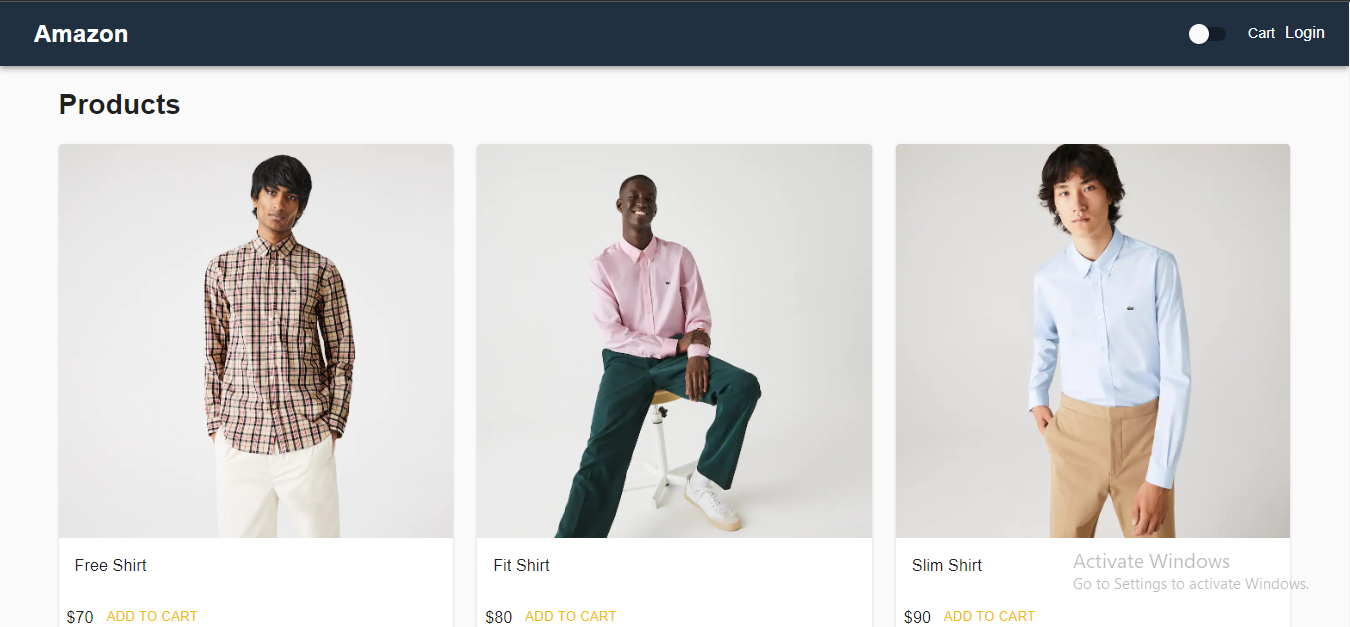 Amazon
Cart Login
Products
Free Shirt
Fit Shirt
Slim Shirt
Activate Windows
Go to Settings to activate Windows.
$70 ADD TO CART
$80 ADD TO CART
$90 ADD TO CART